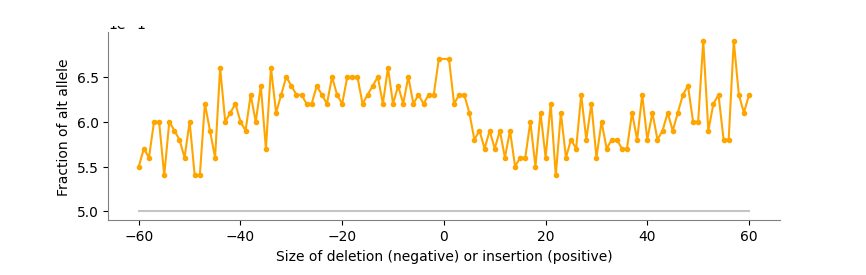 6.5
6.0
5.5
5.0
Fraction of alt allele
−60 −40 −20 0 20 40 60
Size of deletion (negative) or insertion (positive)